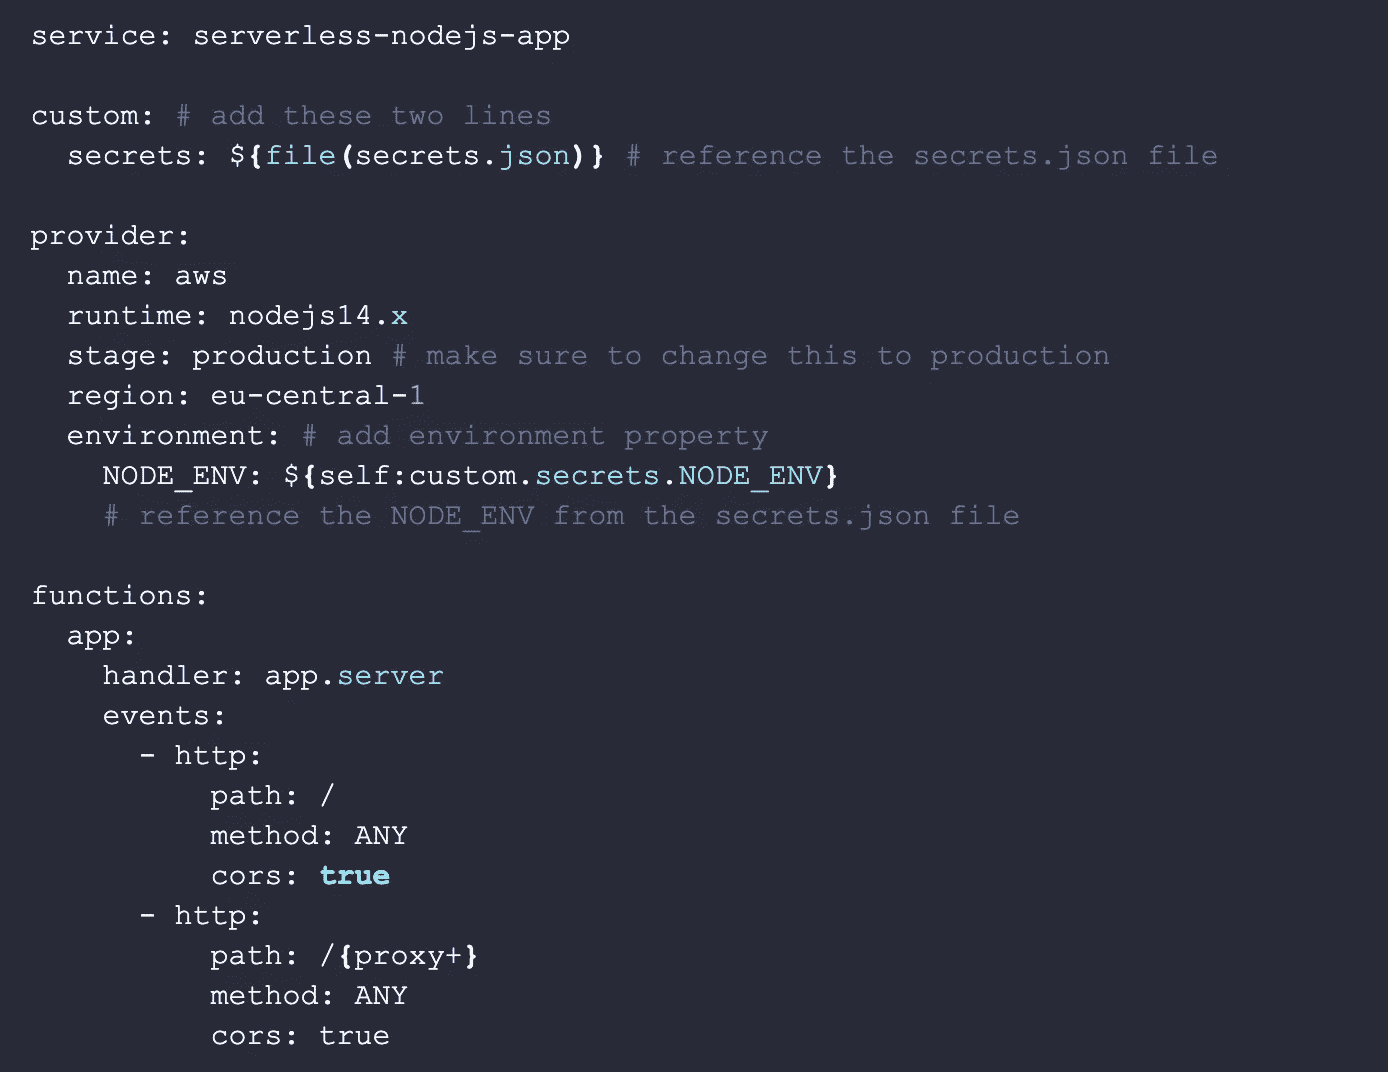 service: serverless-nodejs-app

custom: # add these two lines
  secrets: ${file(secrets.json)} # reference the secrets.json file

provider:
  name: aws
  runtime: nodejs14.x
  stage: production # make sure to change this to production
  region: eu-central-1
  environment: # add environment property
    NODE_ENV: ${self:custom.secrets.NODE_ENV}
    # reference the NODE_ENV from the secrets.json file

functions:
  app:
    handler: app.server
    events:
      - http:
          path: /
          method: ANY
          cors: true
      - http:
          path: /{proxy+}
          method: ANY
          cors: true